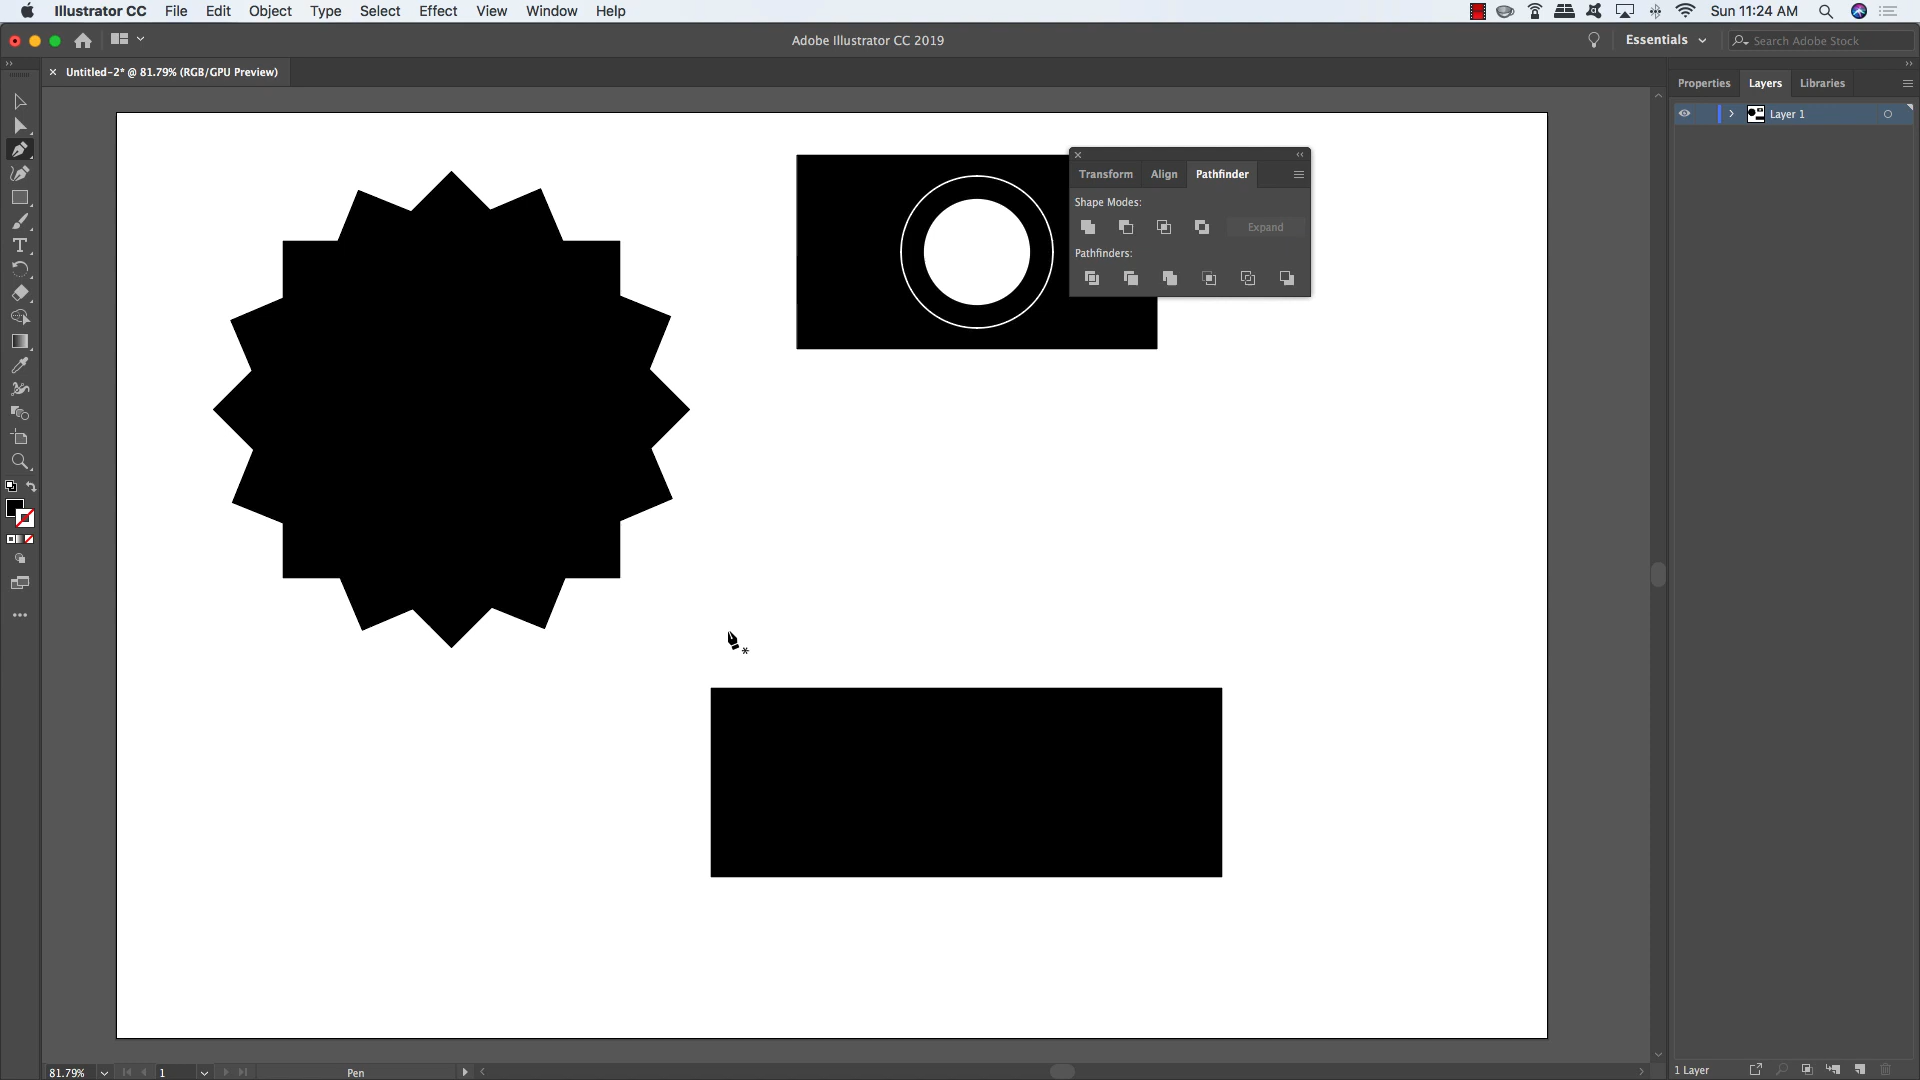 Illustrator CC File Edit Object Type Select Effect View Window Help Sun 11:24 AM
Adobe Illustrator CC 2019 Essentials Search Adobe Stock
Untitled-2* @ 81.79% (RGB/GPU Preview)
Properties Layers Libraries
Layer 1
Transform Align Pathfinder
Shape Modes:
Expand
Pathfinders:
81.79% 1 Pen
1 Layer